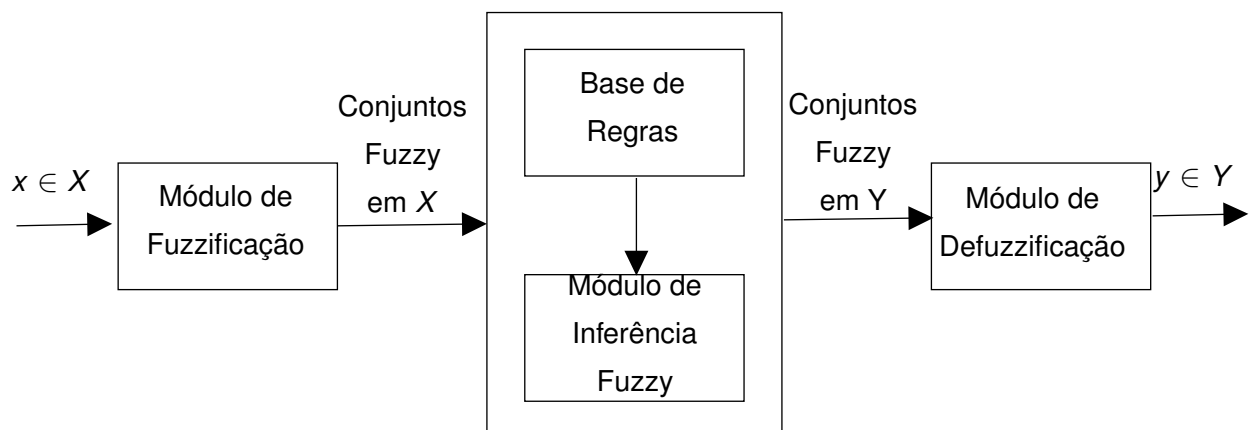 x ∈ X
Módulo de
Fuzzificação
Conjuntos
Fuzzy
em X
Base de
Regras
Módulo de
Inferência
Fuzzy
Conjuntos
Fuzzy
em Y
Módulo de
Defuzzificação
y ∈ Y